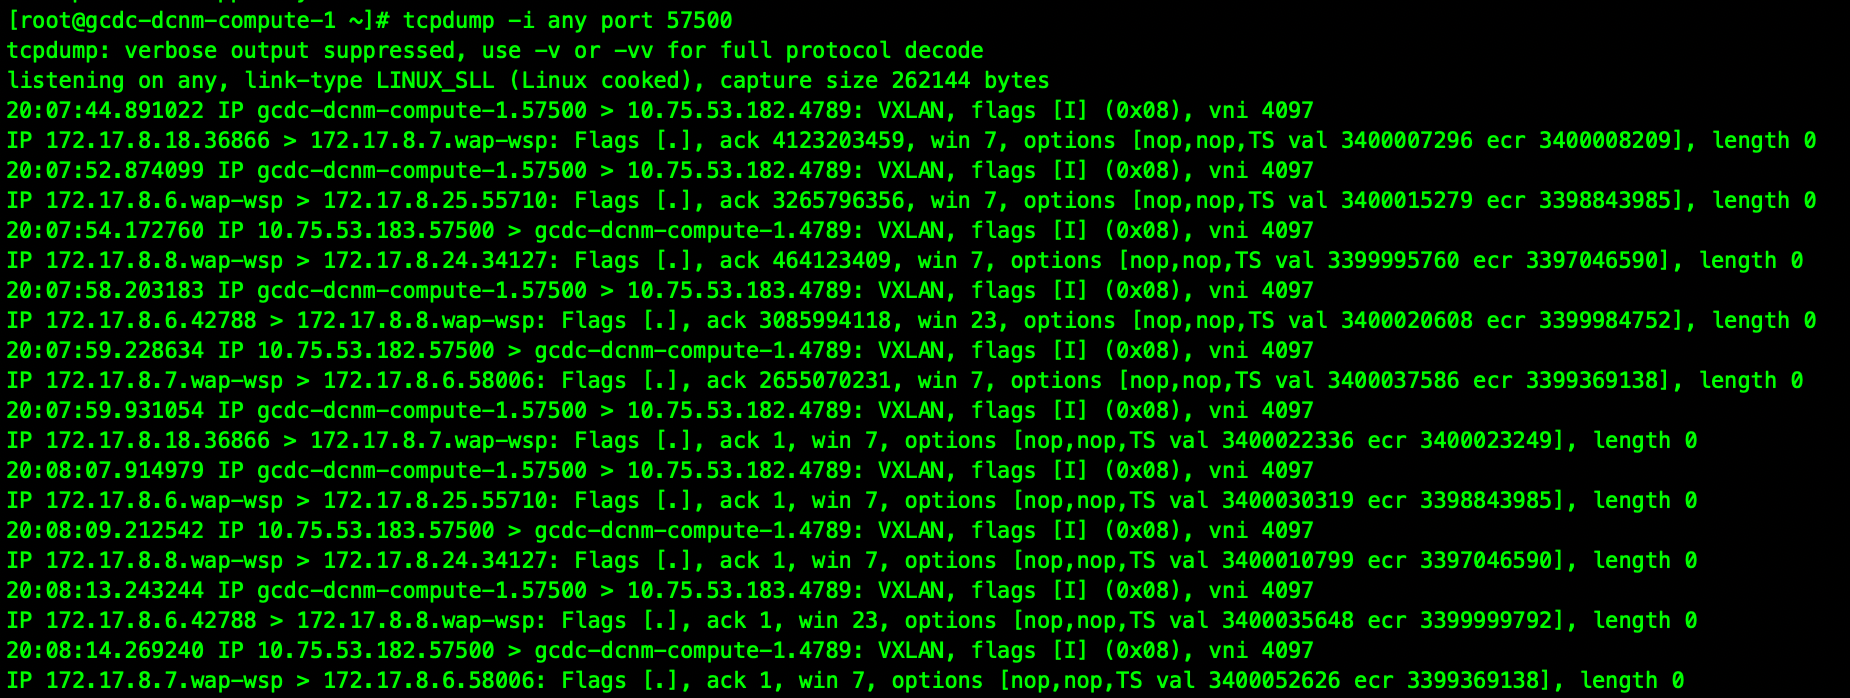 [root@gcdc-dcnm-compute-1 ~]# tcpdump -i any port 57500
tcpdump: verbose output suppressed, use -v or -vv for full protocol decode
listening on any, link-type LINUX_SLL (Linux cooked), capture size 262144 bytes
20:07:44.891022 IP gcdc-dcnm-compute-1.57500 > 10.75.53.182.4789: VXLAN, flags [I] (0x08), vni 4097
IP 172.17.8.18.36866 > 172.17.8.7.wap-wsp: Flags [.], ack 4123203459, win 7, options [nop,nop,TS val 3400007296 ecr 3400008209], length 0
20:07:52.874099 IP gcdc-dcnm-compute-1.57500 > 10.75.53.182.4789: VXLAN, flags [I] (0x08), vni 4097
IP 172.17.8.6.wap-wsp > 172.17.8.25.55710: Flags [.], ack 3265796356, win 7, options [nop,nop,TS val 3400015279 ecr 3398843985], length 0
20:07:54.172760 IP 10.75.53.183.57500 > gcdc-dcnm-compute-1.4789: VXLAN, flags [I] (0x08), vni 4097
IP 172.17.8.8.wap-wsp > 172.17.8.24.34127: Flags [.], ack 464123409, win 7, options [nop,nop,TS val 3399995760 ecr 3397046590], length 0
20:07:58.203183 IP gcdc-dcnm-compute-1.57500 > 10.75.53.183.4789: VXLAN, flags [I] (0x08), vni 4097
IP 172.17.8.6.42788 > 172.17.8.8.wap-wsp: Flags [.], ack 3085994118, win 23, options [nop,nop,TS val 3400020608 ecr 3399984752], length 0
20:07:59.228634 IP 10.75.53.182.57500 > gcdc-dcnm-compute-1.4789: VXLAN, flags [I] (0x08), vni 4097
IP 172.17.8.7.wap-wsp > 172.17.8.6.58006: Flags [.], ack 2655070231, win 7, options [nop,nop,TS val 3400037586 ecr 3399369138], length 0
20:07:59.931054 IP gcdc-dcnm-compute-1.57500 > 10.75.53.182.4789: VXLAN, flags [I] (0x08), vni 4097
IP 172.17.8.18.36866 > 172.17.8.7.wap-wsp: Flags [.], ack 1, win 7, options [nop,nop,TS val 3400022336 ecr 3400023249], length 0
20:08:07.914979 IP gcdc-dcnm-compute-1.57500 > 10.75.53.182.4789: VXLAN, flags [I] (0x08), vni 4097
IP 172.17.8.6.wap-wsp > 172.17.8.25.55710: Flags [.], ack 1, win 7, options [nop,nop,TS val 3400030319 ecr 3398843985], length 0
20:08:09.212542 IP 10.75.53.183.57500 > gcdc-dcnm-compute-1.4789: VXLAN, flags [I] (0x08), vni 4097
IP 172.17.8.8.wap-wsp > 172.17.8.24.34127: Flags [.], ack 1, win 7, options [nop,nop,TS val 3400010799 ecr 3397046590], length 0
20:08:13.243244 IP gcdc-dcnm-compute-1.57500 > 10.75.53.183.4789: VXLAN, flags [I] (0x08), vni 4097
IP 172.17.8.6.42788 > 172.17.8.8.wap-wsp: Flags [.], ack 1, win 23, options [nop,nop,TS val 3400035648 ecr 3399999792], length 0
20:08:14.269240 IP 10.75.53.182.57500 > gcdc-dcnm-compute-1.4789: VXLAN, flags [I] (0x08), vni 4097
IP 172.17.8.7.wap-wsp > 172.17.8.6.58006: Flags [.], ack 1, win 7, options [nop,nop,TS val 3400052626 ecr 3399369138], length 0